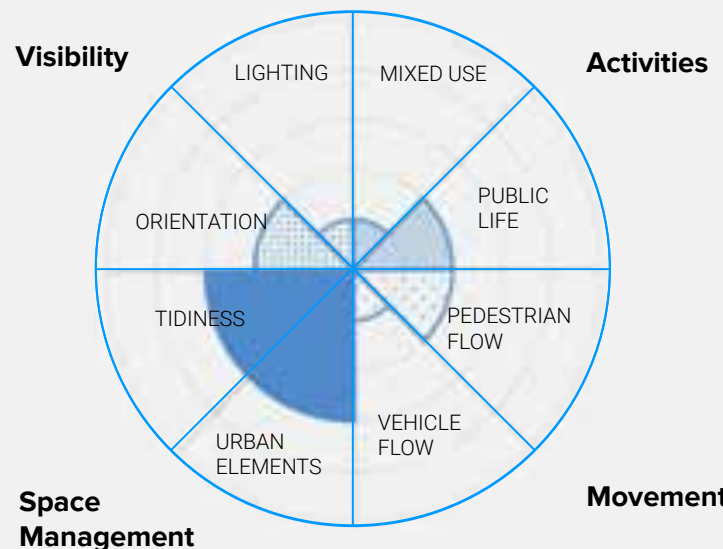 Visibility
LIGHTING
MIXED USE
Activities
ORIENTATION
PUBLIC
LIFE
TIDINESS
PEDESTRIAN
FLOW
URBAN
ELEMENTS
VEHICLE
FLOW
Space
Management
Movement